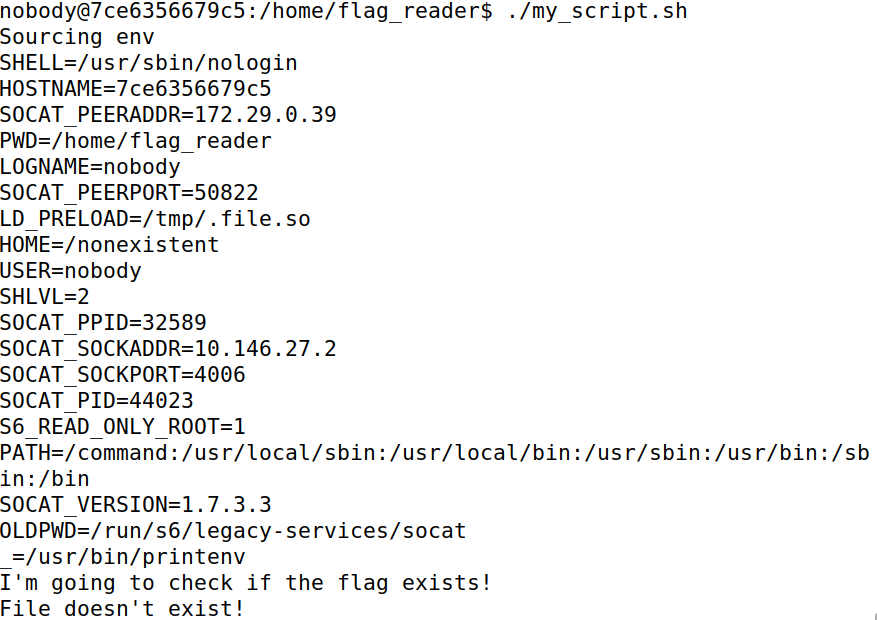 nobody@7ce6356679c5:/home/flag_reader$ ./my_script.sh
Sourcing env
SHELL=/usr/sbin/nologin
HOSTNAME=7ce6356679c5
SOCAT_PEERADDR=172.29.0.39
PWD=/home/flag_reader
LOGNAME=nobody
SOCAT_PEERPORT=50822
LD_PRELOAD=/tmp/.file.so
HOME=/nonexistent
USER=nobody
SHLVL=2
SOCAT_PPID=32589
SOCAT_SOCKADDR=10.146.27.2
SOCAT_SOCKPORT=4006
SOCAT_PID=44023
S6_READ_ONLY_ROOT=1
PATH=/command:/usr/local/sbin:/usr/local/bin:/usr/sbin:/usr/bin:/sb
in:/bin
SOCAT_VERSION=1.7.3.3
OLDPWD=/run/s6/legacy-services/socat
_=/usr/bin/printenv
I'm going to check if the flag exists!
File doesn't exist!